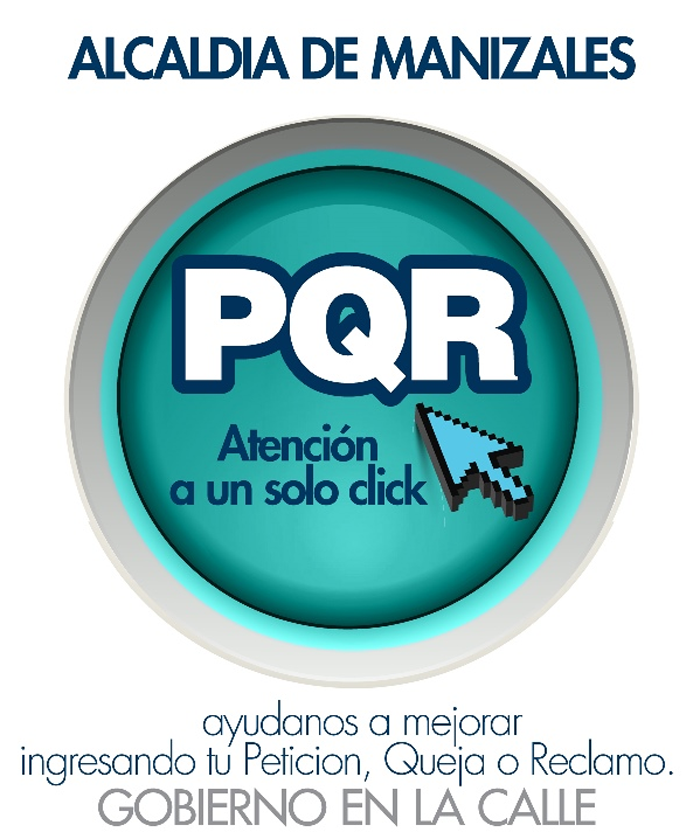 ALCALDIA DE MANIZALES
PQR
Atención
a un solo click
ayudanos a mejorar
ingresando tu Peticion, Queja o Reclamo.
GOBIERNO EN LA CALLE